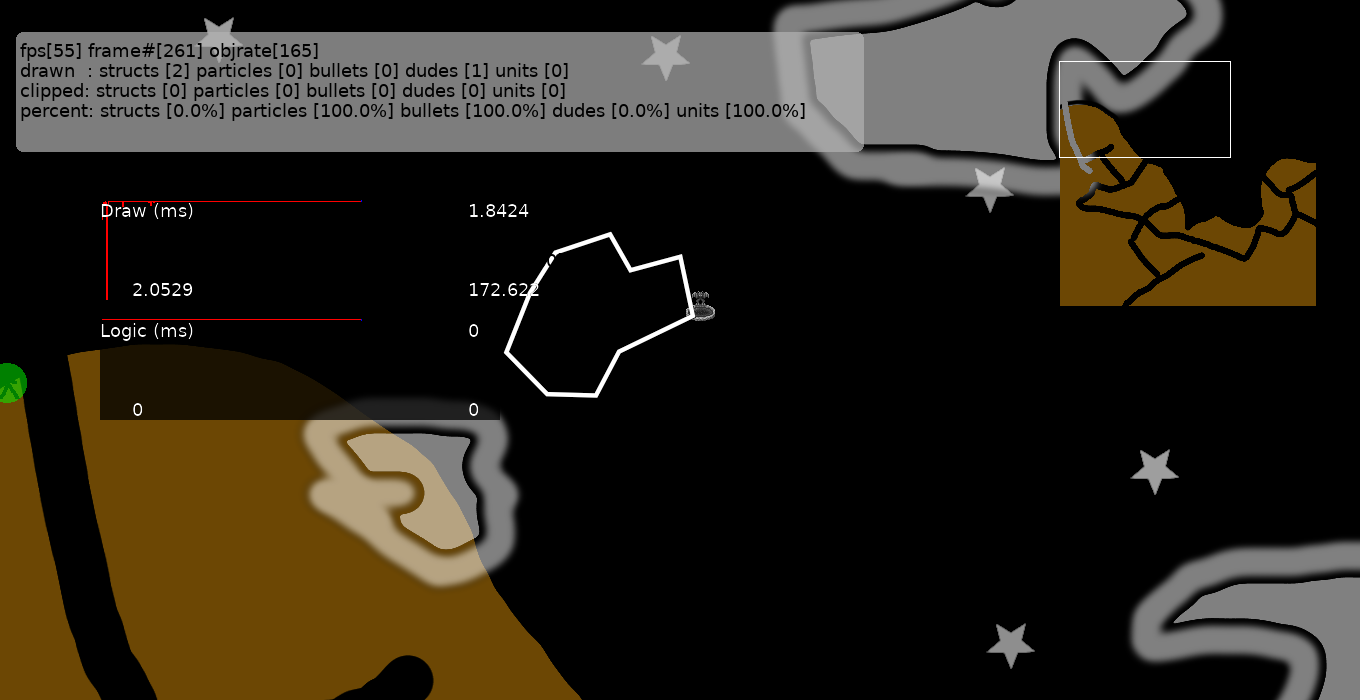 fps[55] frame#[261] objrate[165]
drawn  : structs [2] particles [0] bullets [0] dudes [1] units [0]
clipped: structs [0] particles [0] bullets [0] dudes [0] units [0]
percent: structs [0.0%] particles [100.0%] bullets [100.0%] dudes [0.0%] units [100.0%]
Draw (ms) 1.8424
2.0529 172.622
Logic (ms) 0
0 0